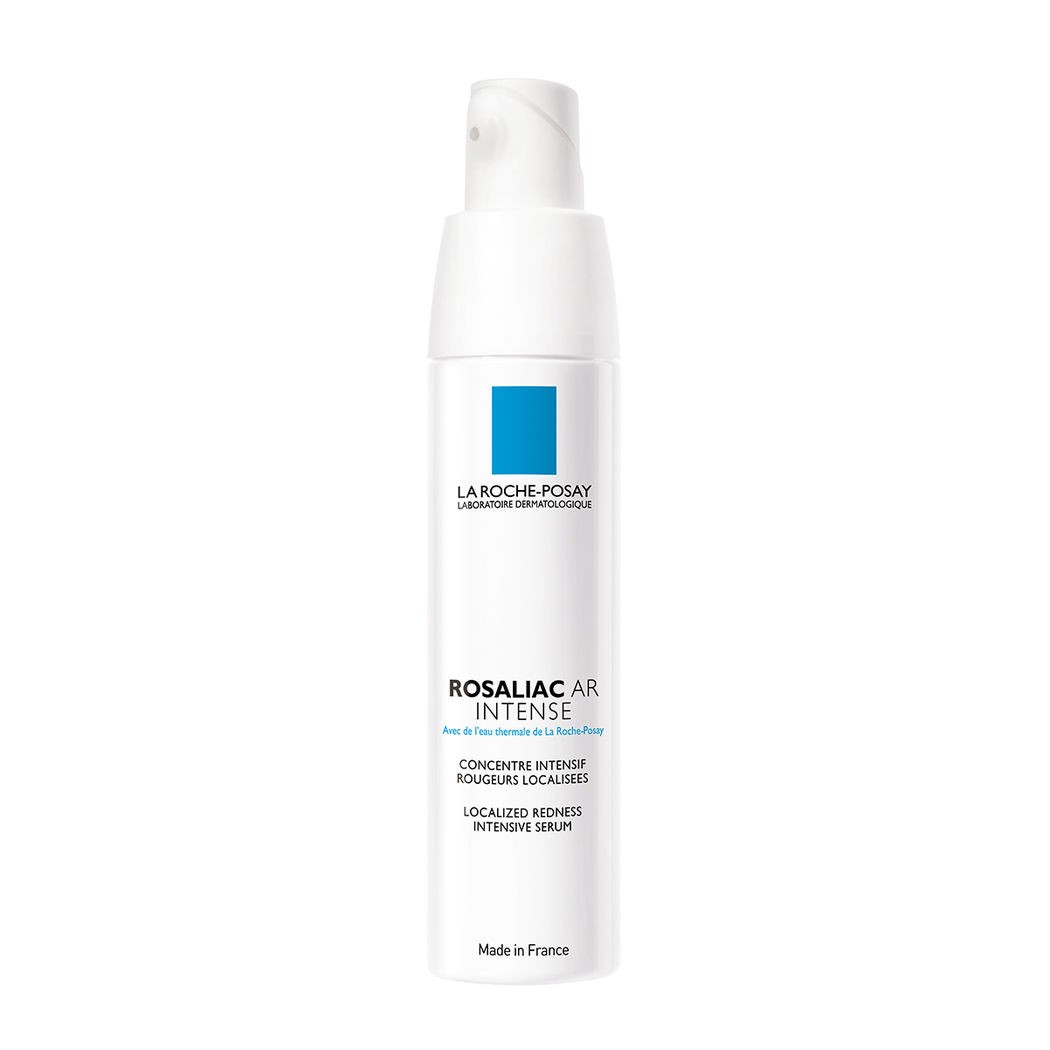 LA ROCHE-POSAY
LABORATOIRE DERMATOLOGIQUE
ROSALIAC AR
INTENSE
Avec de l'eau thermale de La Roche-Posay
CONCENTRE INTENSIF
ROUGEURS LOCALISEES
LOCALIZED REDNESS
INTENSIVE SERUM
Made in France